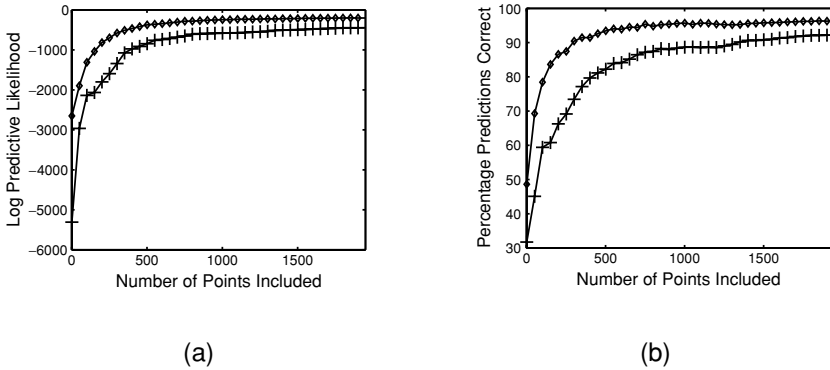 0
−1000
−2000
−3000
−4000
−5000
−6000
Log Predictive Likelihood
0 500 1000 1500
Number of Points Included
(a)
100
90
80
70
60
50
40
30
Percentage Predictions Correct
0 500 1000 1500
Number of Points Included
(b)